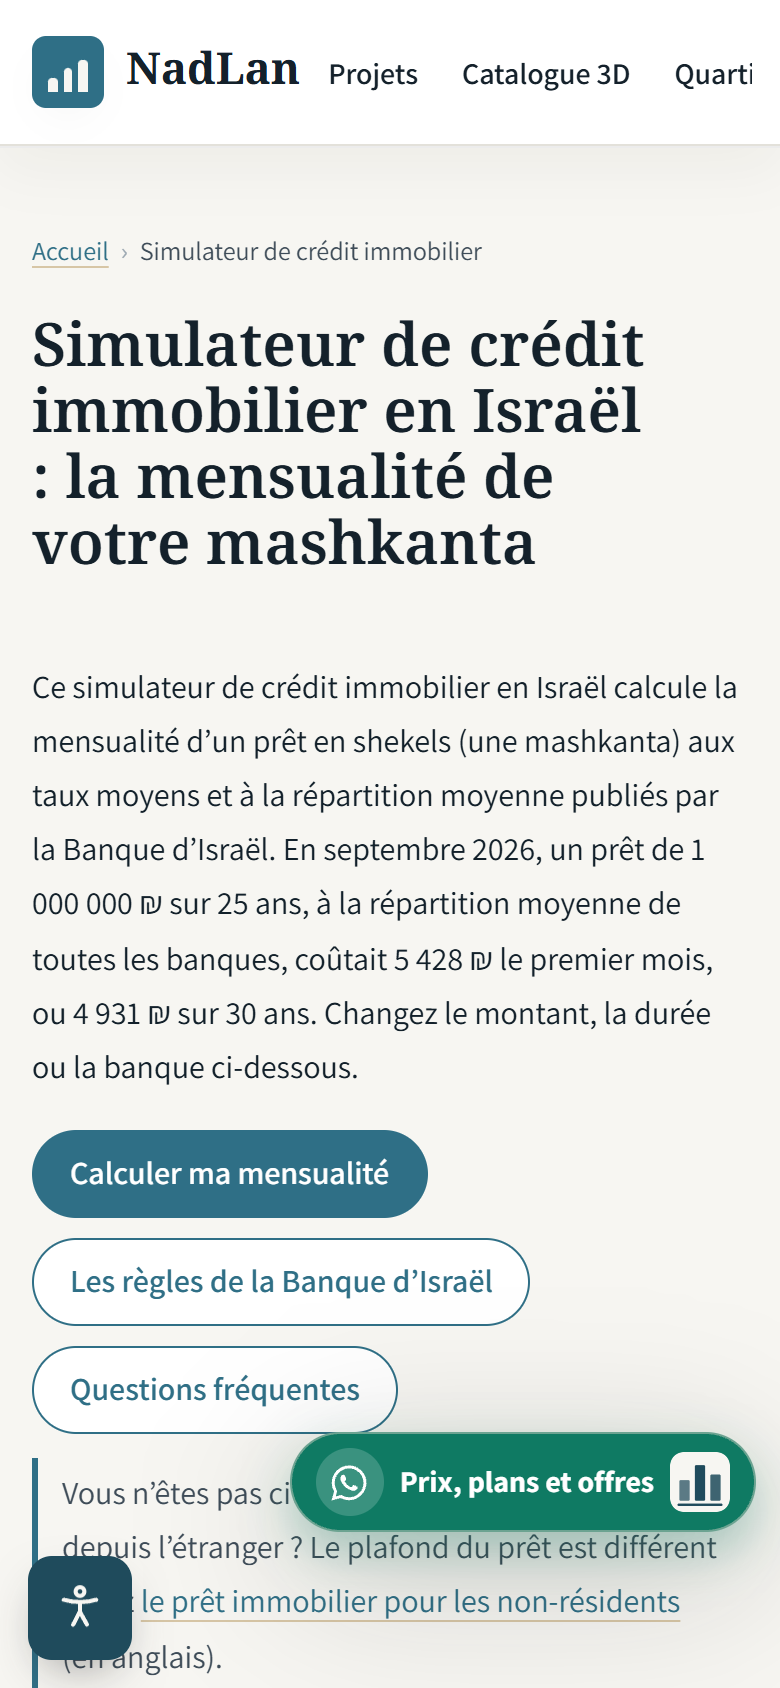 NadLan Projets Catalogue 3D Quarti
Accueil › Simulateur de crédit immobilier
Simulateur de crédit
immobilier en Israël
: la mensualité de
votre mashkanta
Ce simulateur de crédit immobilier en Israël calcule la
mensualité d’un prêt en shekels (une mashkanta) aux
taux moyens et à la répartition moyenne publiés par
la Banque d’Israël. En septembre 2026, un prêt de 1
000 000 ₪ sur 25 ans, à la répartition moyenne de
toutes les banques, coûtait 5 428 ₪ le premier mois,
ou 4 931 ₪ sur 30 ans. Changez le montant, la durée
ou la banque ci-dessous.
Calculer ma mensualité
Les règles de la Banque d’Israël
Questions fréquentes
Prix, plans et offres
Vous n’êtes pas ci
depuis l’étranger ? Le plafond du prêt est différent
: le prêt immobilier pour les non-résidents
(en anglais).